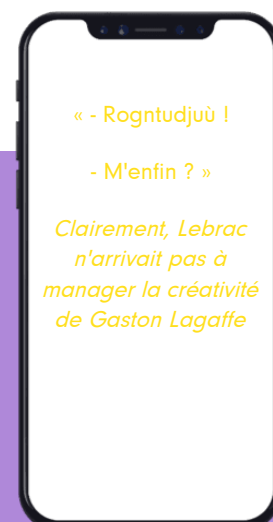 « - Rogntudjuù !
- M'enfin ? »
Clairement, Lebrac
n'arrivait pas à
manager la créativité
de Gaston Lagaffe